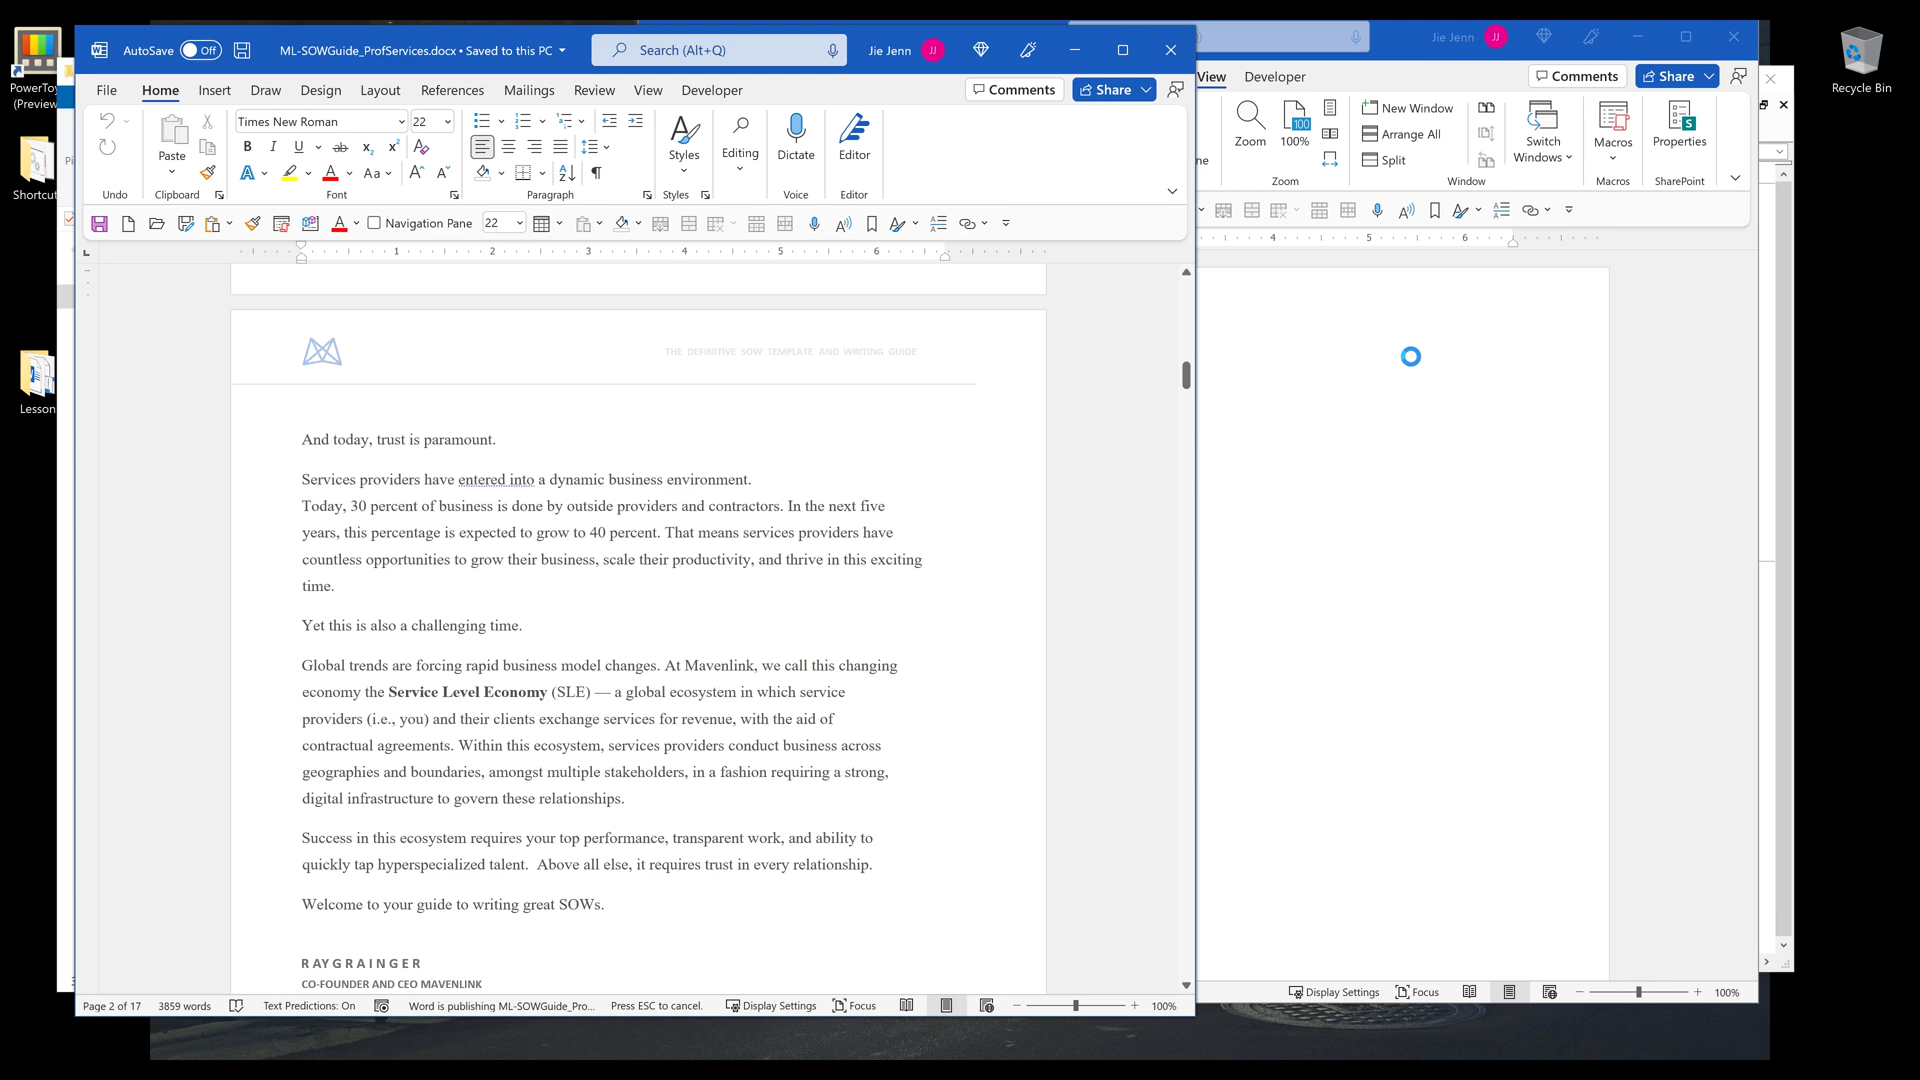 PowerToy
(Preview
Shortcut
Lesson
Recycle Bin
AutoSave Off ML-SOWGuide_ProfServices.docx • Saved to this PC Search (Alt+Q) Jie Jenn JJ
File Home Insert Draw Design Layout References Mailings Review View Developer Comments Share
Times New Roman 22
Paste Styles Editing Dictate Editor
Undo Clipboard Font Paragraph Styles Voice Editor
Navigation Pane 22
1 2 3 4 5 6
THE DEFINITIVE SOW TEMPLATE AND WRITING GUIDE
And today, trust is paramount.
Services providers have entered into a dynamic business environment.
Today, 30 percent of business is done by outside providers and contractors. In the next five
years, this percentage is expected to grow to 40 percent. That means services providers have
countless opportunities to grow their business, scale their productivity, and thrive in this exciting
time.
Yet this is also a challenging time.
Global trends are forcing rapid business model changes. At Mavenlink, we call this changing
economy the Service Level Economy (SLE) — a global ecosystem in which service
providers (i.e., you) and their clients exchange services for revenue, with the aid of
contractual agreements. Within this ecosystem, services providers conduct business across
geographies and boundaries, amongst multiple stakeholders, in a fashion requiring a strong,
digital infrastructure to govern these relationships.
Success in this ecosystem requires your top performance, transparent work, and ability to
quickly tap hyperspecialized talent.  Above all else, it requires trust in every relationship.
Welcome to your guide to writing great SOWs.
RAYGRAINGER
CO-FOUNDER AND CEO MAVENLINK
Page 2 of 17 3859 words Text Predictions: On Word is publishing ML-SOWGuide_Pro... Press ESC to cancel. Display Settings Focus 100%
Jie Jenn JJ
View Developer Comments Share
Zoom 100% New Window
Arrange All
Split
Switch
Windows
Macros
Properties
Zoom Window Macros SharePoint
4 5 6
Display Settings Focus 100%